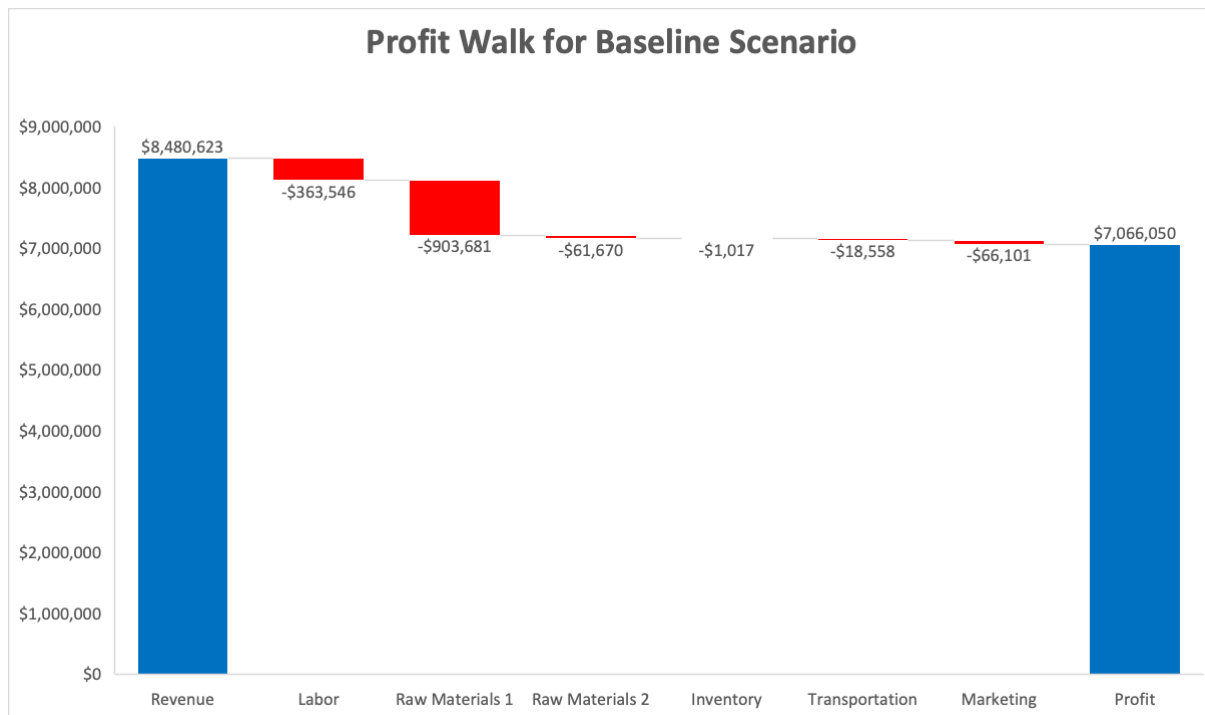 Profit Walk for Baseline Scenario
$9,000,000
$8,000,000
$7,000,000
$6,000,000
$5,000,000
$4,000,000
$3,000,000
$2,000,000
$1,000,000
$0
$8,480,623
-$363,546
-$903,681
-$61,670
-$1,017
-$18,558
-$66,101
$7,066,050
Revenue
Labor
Raw Materials 1
Raw Materials 2
Inventory
Transportation
Marketing
Profit